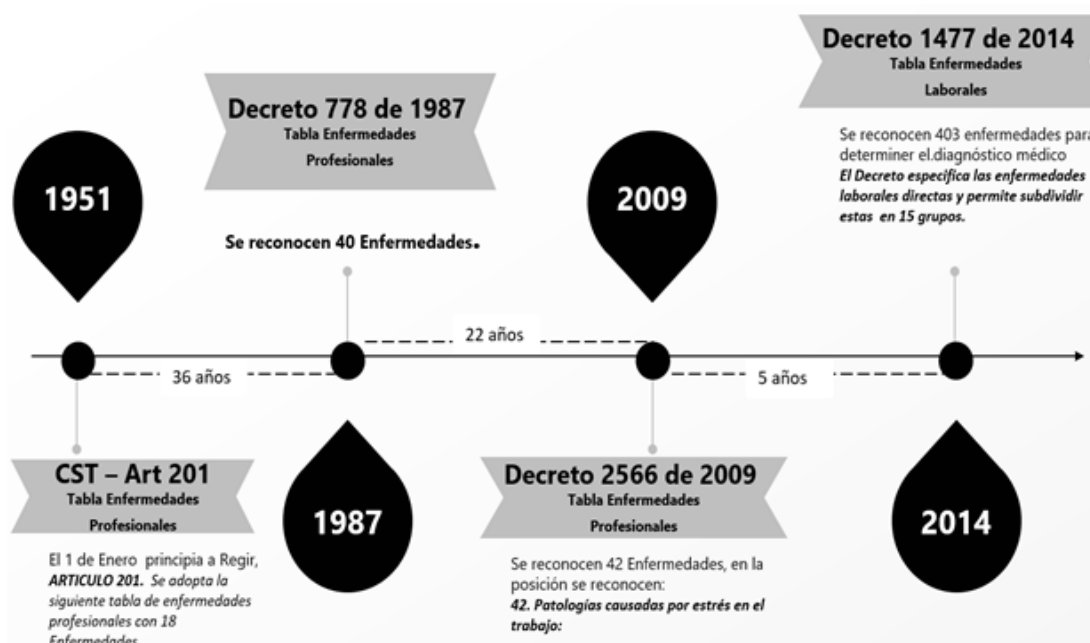 1951
Decreto 778 de 1987
Tabla Enfermedades
Profesionales
Se reconocen 40 Enfermedades.
2009
Decreto 1477 de 2014
Tabla Enfermedades
Laborales
Se reconocen 403 enfermedades para
determiner el.diagnóstico médico
El Decreto especifica las enfermedades
laborales directas y permite subdividir
estas en 15 grupos.
36 años
22 años
5 años
CST – Art 201
Tabla Enfermedades
Profesionales
El 1 de Enero principia a Regir,
ARTICULO 201. Se adopta la
siguiente tabla de enfermedades
profesionales con 18
Enfermedades
1987
Decreto 2566 de 2009
Tabla Enfermedades
Profesionales
Se reconocen 42 Enfermedades, en la
posición se reconocen:
42. Patologías causadas por estrés en el
trabajo:
2014